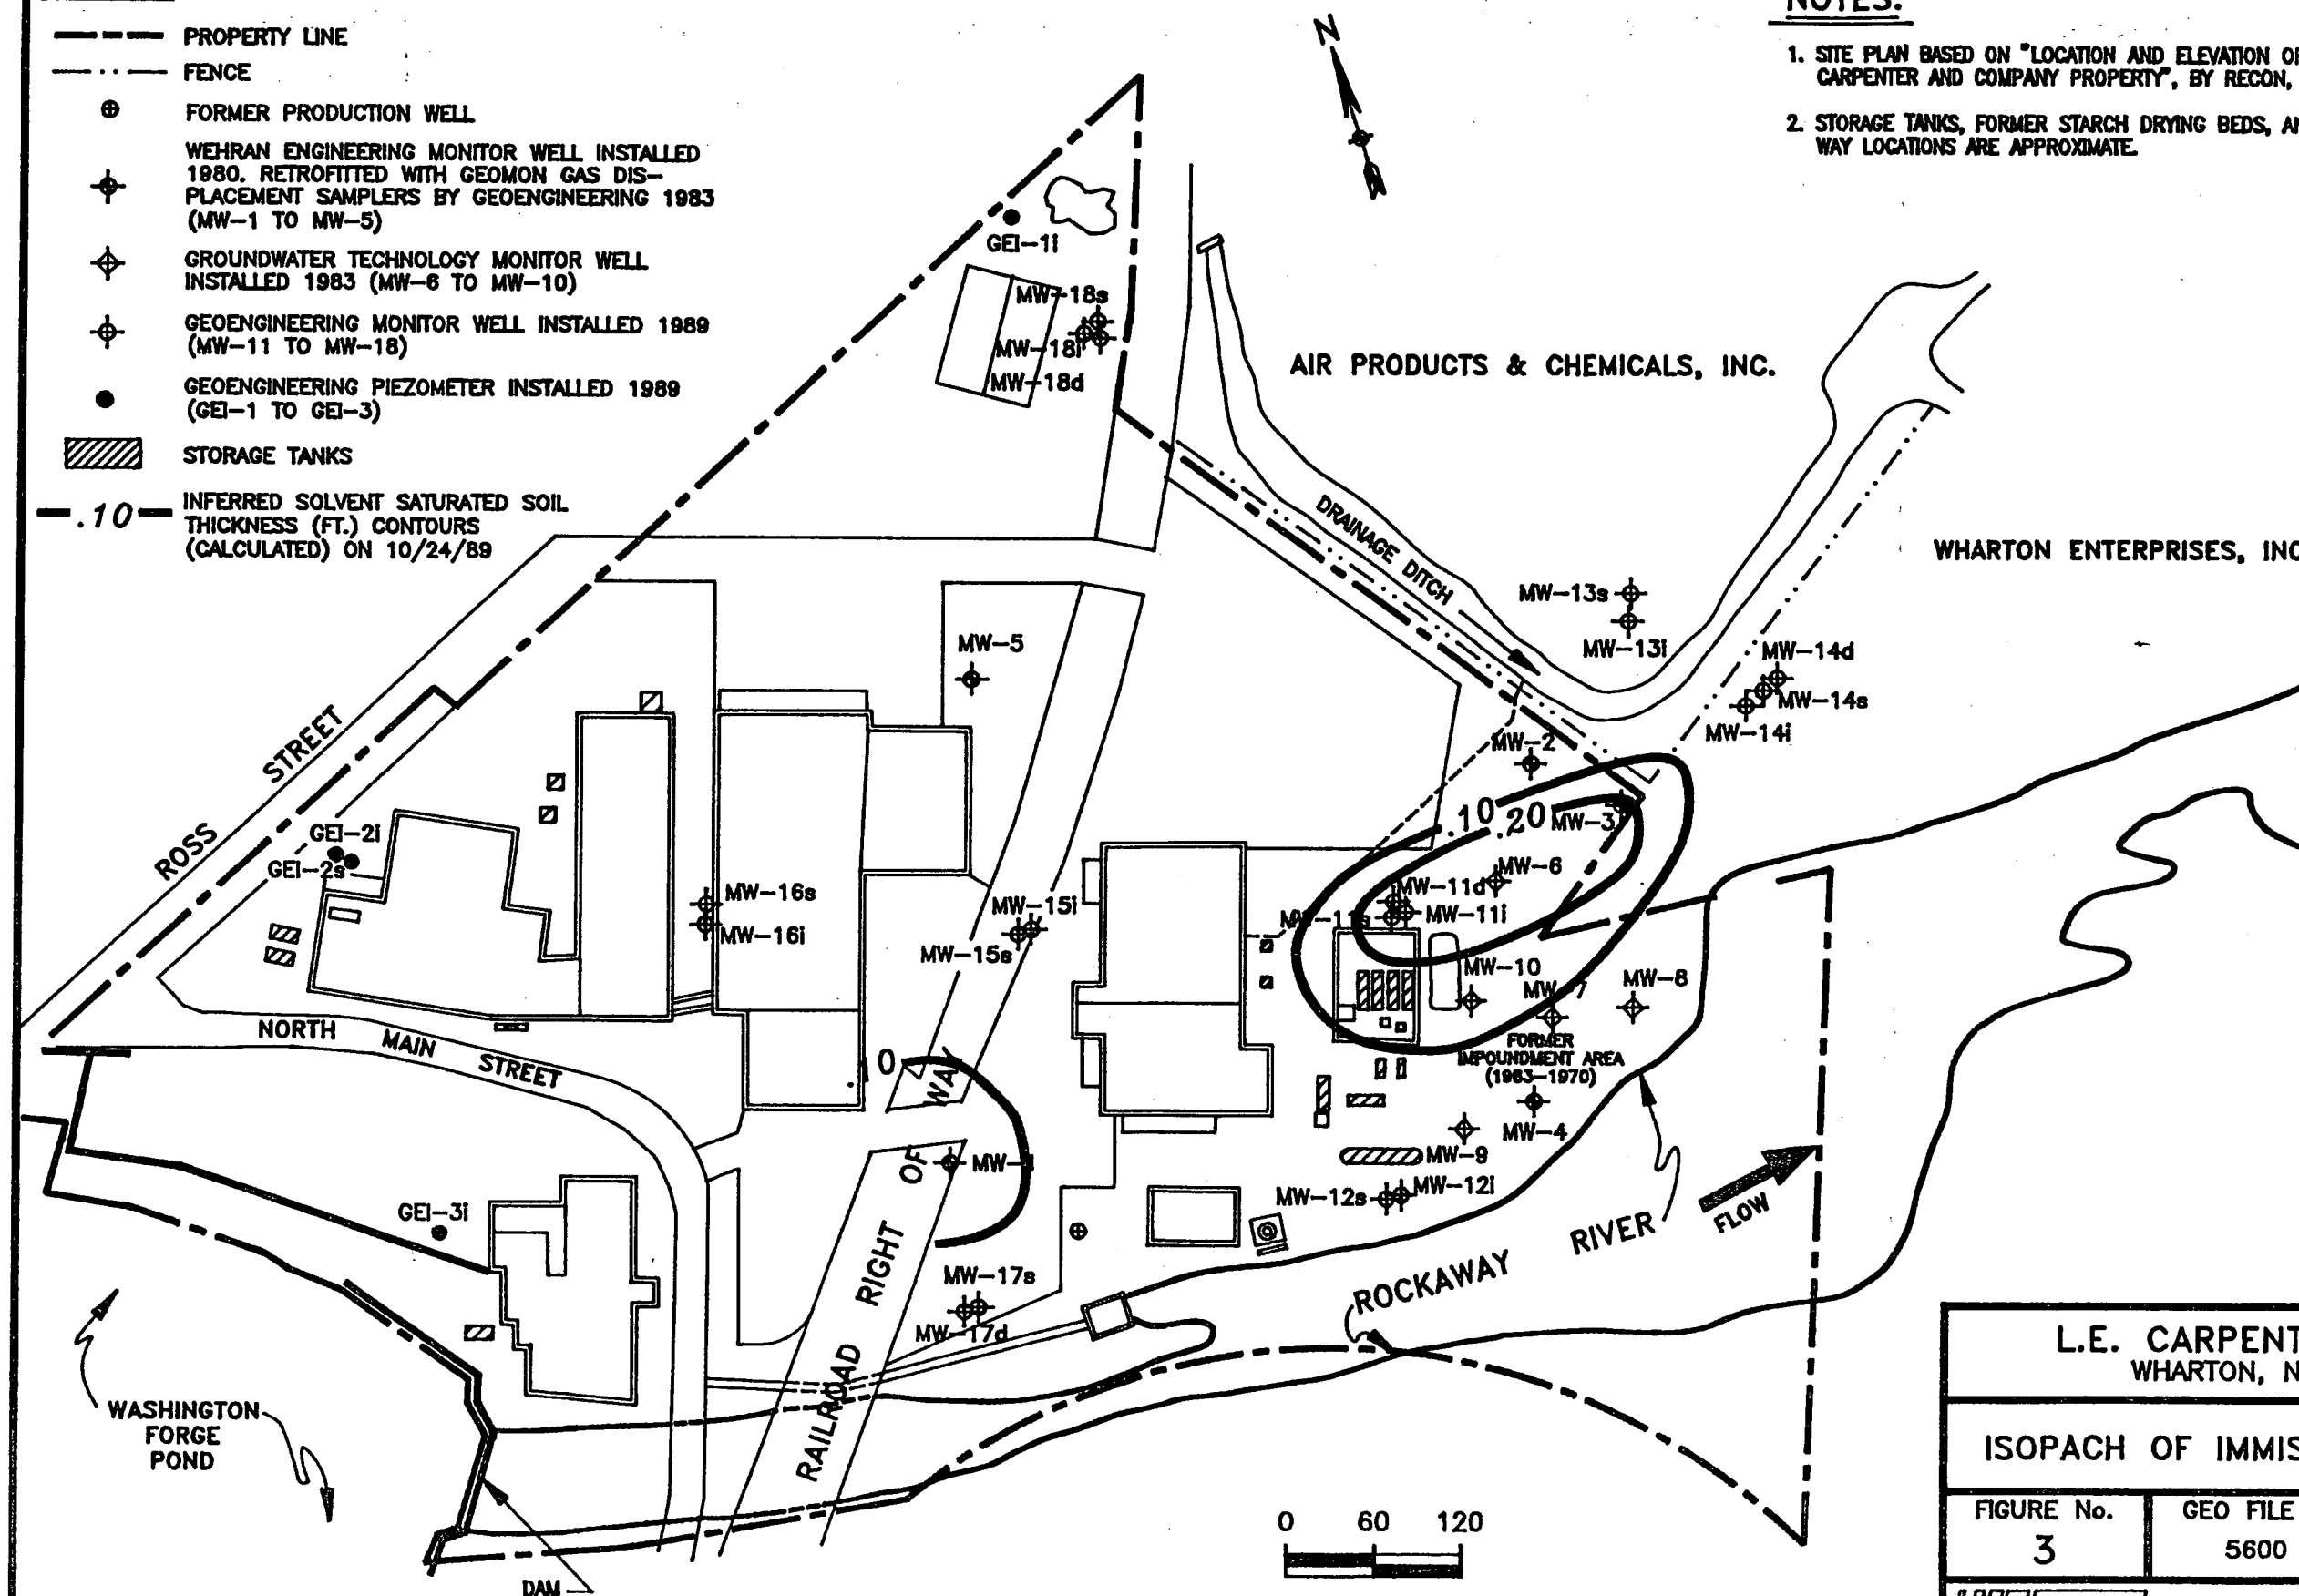 PROPERTY LINE
FENCE
FORMER PRODUCTION WELL
WEHRAN ENGINEERING MONITOR WELL INSTALLED
1980. RETROFITTED WITH GEOMON GAS DIS-
PLACEMENT SAMPLERS BY GEOENGINEERING 1983
(MW-1 TO MW-5)
GROUNDWATER TECHNOLOGY MONITOR WELL
INSTALLED 1983 (MW-6 TO MW-10)
GEOENGINEERING MONITOR WELL INSTALLED 1989
(MW-11 TO MW-18)
GEOENGINEERING PIEZOMETER INSTALLED 1989
(GEI-1 TO GEI-3)
STORAGE TANKS
.10
INFERRED SOLVENT SATURATED SOIL
THICKNESS (FT.) CONTOURS
(CALCULATED) ON 10/24/89
N
NOTES:
1. SITE PLAN BASED ON "LOCATION AND ELEVATION OF
CARPENTER AND COMPANY PROPERTY", BY RECON,
2. STORAGE TANKS, FORMER STARCH DRYING BEDS,
WAY LOCATIONS ARE APPROXIMATE.
GEI-1i
MW-18s
MW-18i
MW-18d
AIR PRODUCTS & CHEMICALS, INC.
DRAINAGE DITCH
WHARTON ENTERPRISES, INC
MW-13s
MW-13i
MW-14d
MW-14s
MW-14i
MW-5
MW-2
ROSS STREET
.10
.20
MW-3
GEI-2i
GEI-2s
MW-6
MW-11d
MW-11i
MW-11s
MW-16s
MW-16i
MW-15i
MW-15s
MW-10
MW-7
MW-8
FORMER
IMPOUNDMENT AREA
(1963-1970)
NORTH MAIN STREET
.10
MW-4
MW-9
MW-12s
MW-12i
MW-1
GEI-3i
MW-17s
MW-17d
RAILROAD RIGHT OF WAY
ROCKAWAY RIVER
FLOW
WASHINGTON
FORGE
POND
DAM
0 60 120
L.E. CARPENT
WHARTON, N
ISOPACH OF IMMIS
FIGURE No.
3
GEO FILE
5600